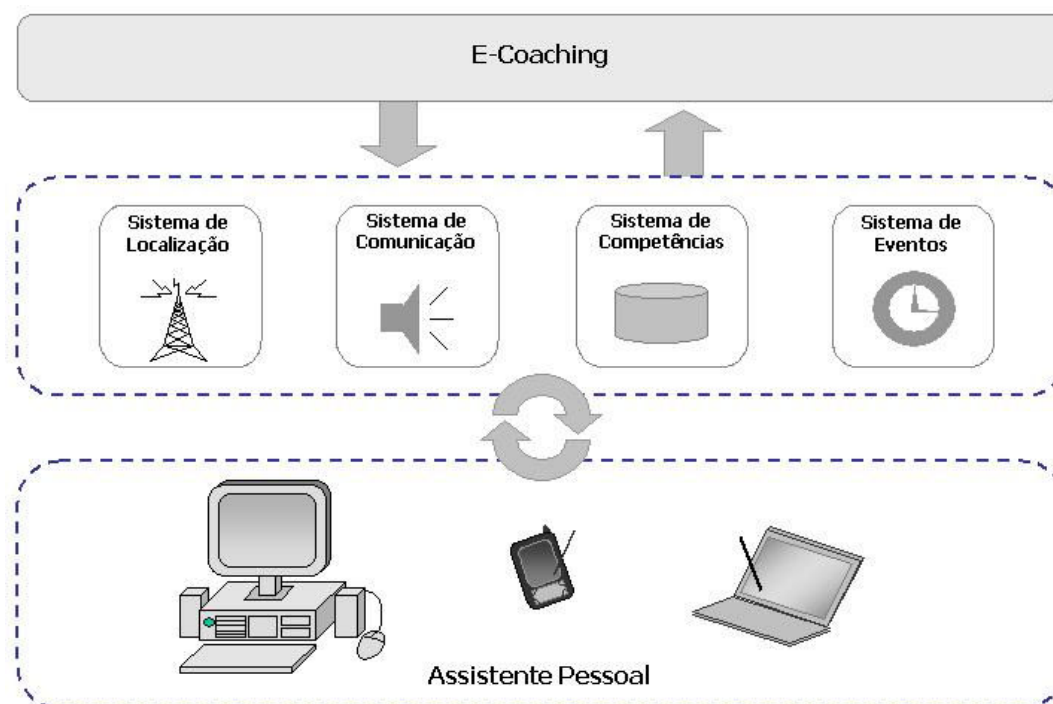 E-Coaching
Sistema de
Localização
Sistema de
Comunicação
Sistema de
Competências
Sistema de
Eventos
Assistente Pessoal